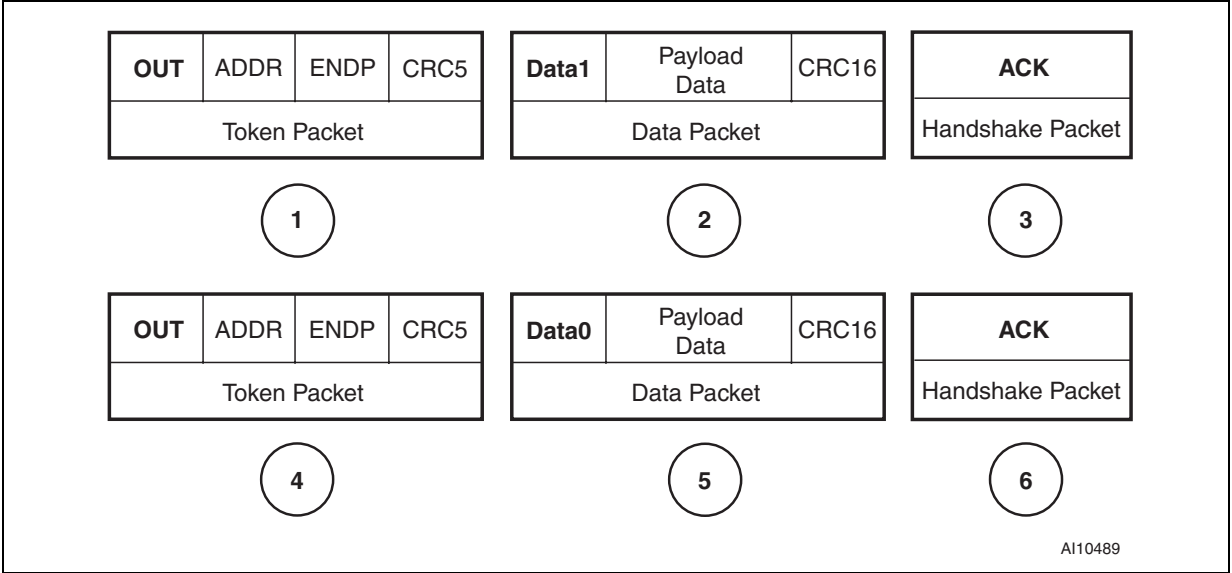 OUT ADDR ENDP CRC5
Token Packet
Data1 Payload Data CRC16
Data Packet
ACK
Handshake Packet
1
2
3
OUT ADDR ENDP CRC5
Token Packet
Data0 Payload Data CRC16
Data Packet
ACK
Handshake Packet
4
5
6
AI10489